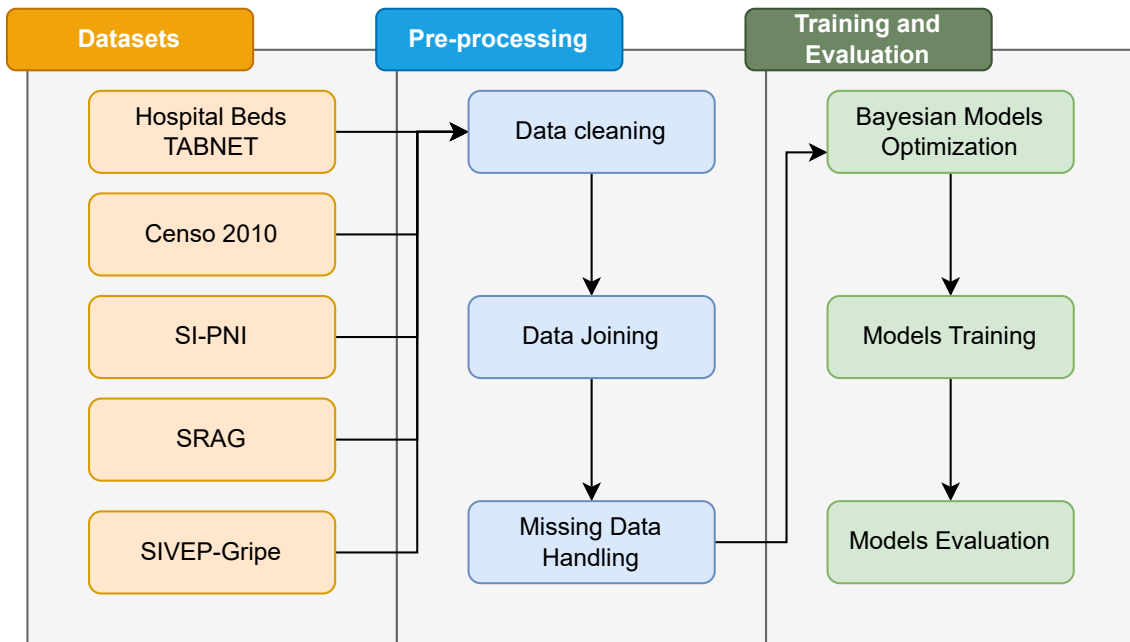 Datasets
Pre-processing
Training and
Evaluation
Hospital Beds
TABNET
Censo 2010
SI-PNI
SRAG
SIVEP-Gripe
Data cleaning
Data Joining
Missing Data
Handling
Bayesian Models
Optimization
Models Training
Models Evaluation